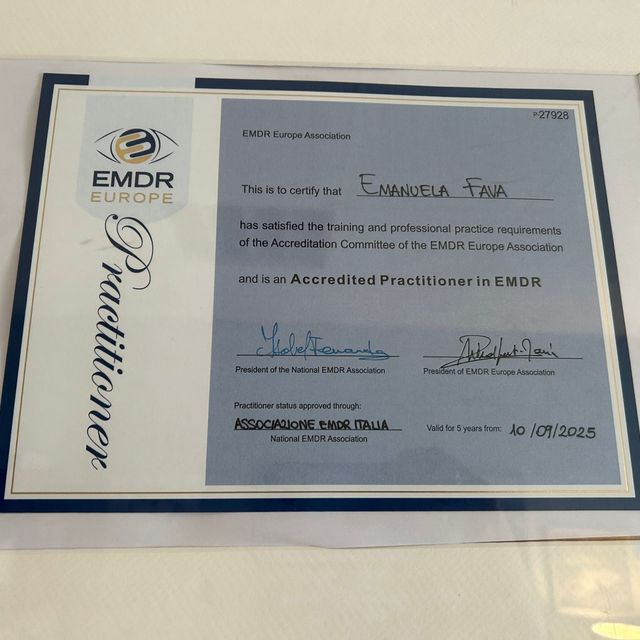 P-27928
EMDR
EUROPE
Practitioner
EMDR Europe Association
This is to certify that EMANUELA FAVA
has satisfied the training and professional practice requirements
of the Accreditation Committee of the EMDR Europe Association
and is an Accredited Practitioner in EMDR
President of the National EMDR Association
President of EMDR Europe Association
Practitioner status approved through:
ASSOCIAZIONE EMDR ITALIA
National EMDR Association
Valid for 5 years from: 10/09/2025